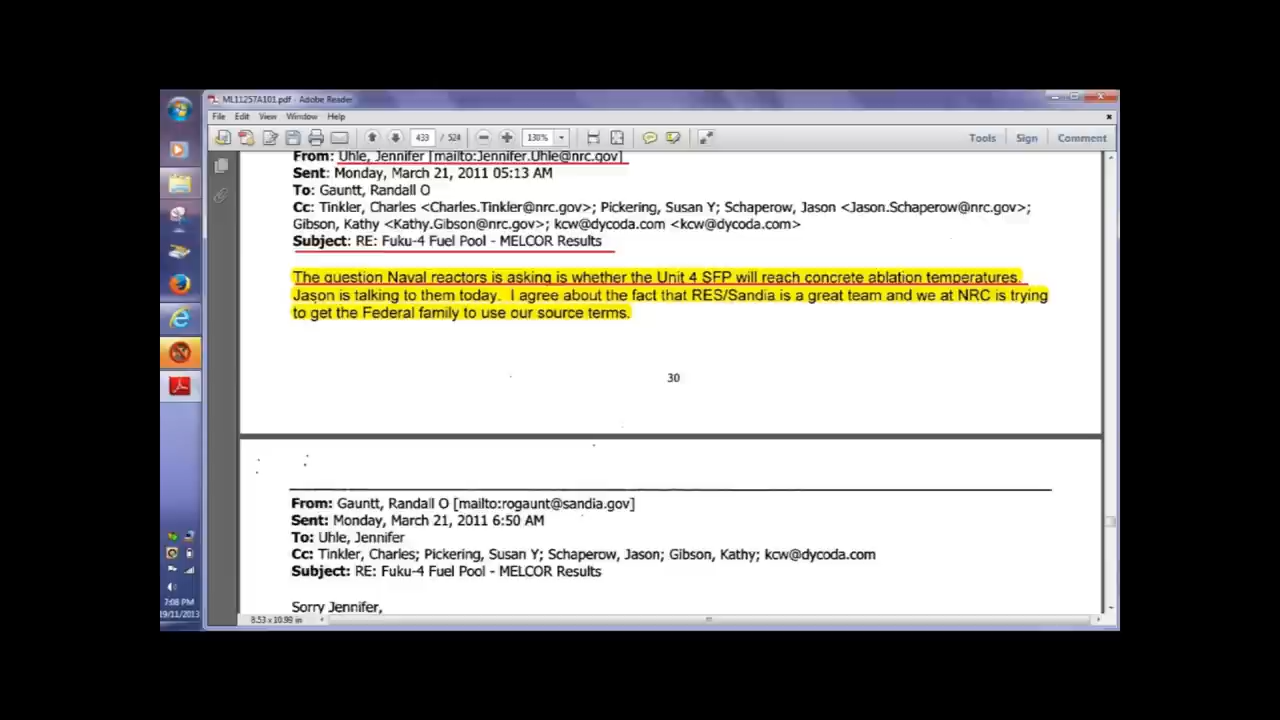 ML11257A101.pdf - Adobe Reader
File Edit View Window Help
433 / 524 130% Tools Sign Comment
From: Uhle, Jennifer [mailto:Jennifer.Uhle@nrc.gov]
Sent: Monday, March 21, 2011 05:13 AM
To: Gauntt, Randall O
Cc: Tinkler, Charles <Charles.Tinkler@nrc.gov>; Pickering, Susan Y; Schaperow, Jason <Jason.Schaperow@nrc.gov>;
Gibson, Kathy <Kathy.Gibson@nrc.gov>; kcw@dycoda.com <kcw@dycoda.com>
Subject: RE: Fuku-4 Fuel Pool - MELCOR Results
The question Naval reactors is asking is whether the Unit 4 SFP will reach concrete ablation temperatures.
Jason is talking to them today. I agree about the fact that RES/Sandia is a great team and we at NRC is trying
to get the Federal family to use our source terms.
30
From: Gauntt, Randall O [mailto:rogaunt@sandia.gov]
Sent: Monday, March 21, 2011 6:50 AM
To: Uhle, Jennifer
Cc: Tinkler, Charles; Pickering, Susan Y; Schaperow, Jason; Gibson, Kathy; kcw@dycoda.com
Subject: RE: Fuku-4 Fuel Pool - MELCOR Results
Sorry Jennifer,
8.53 x 10.98 in
7:08 PM
19/11/2013